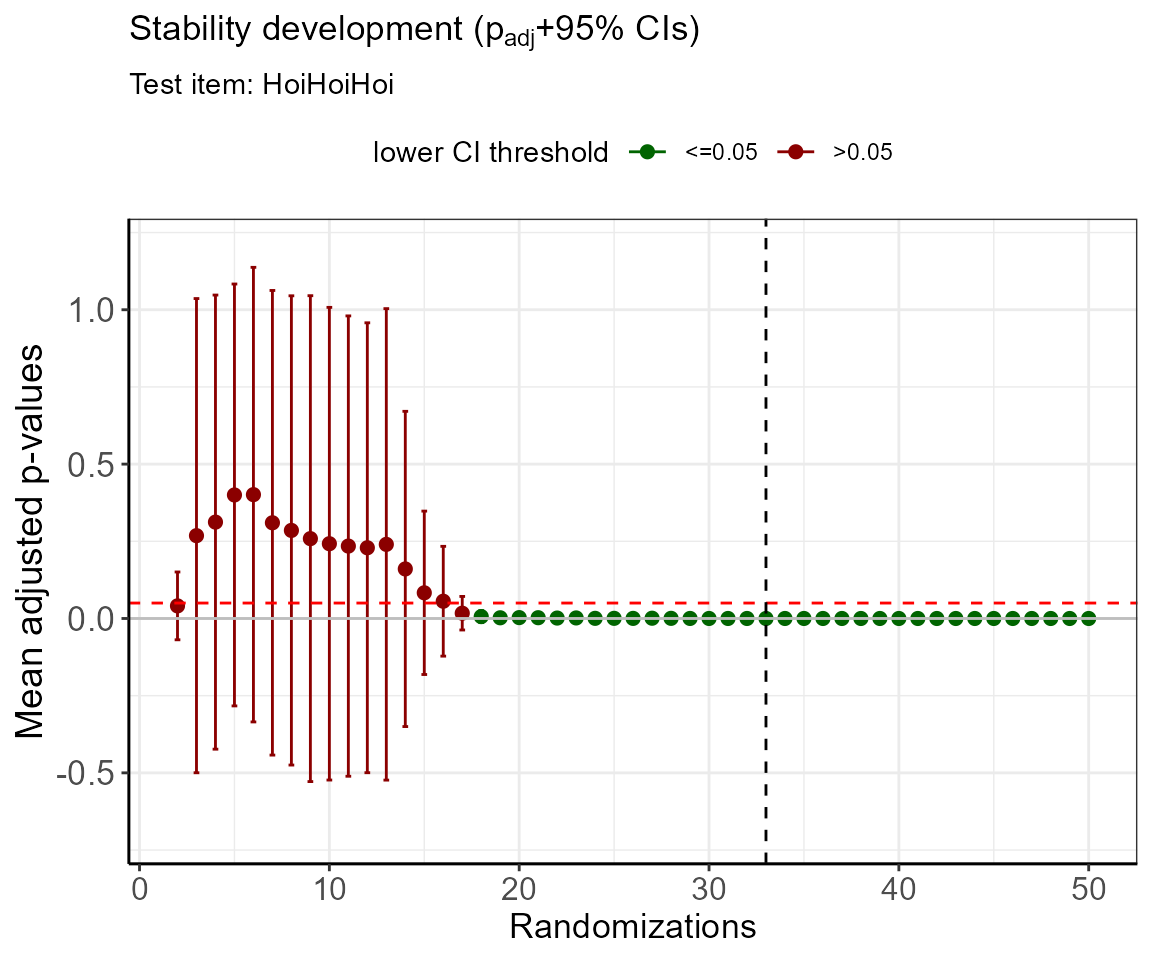 Stability development (padj+95% CIs)
Test item: HoiHoiHoi
lower CI threshold <=0.05 >0.05
Mean adjusted p-values
1.0
0.5
0.0
-0.5
0 10 20 30 40 50
Randomizations